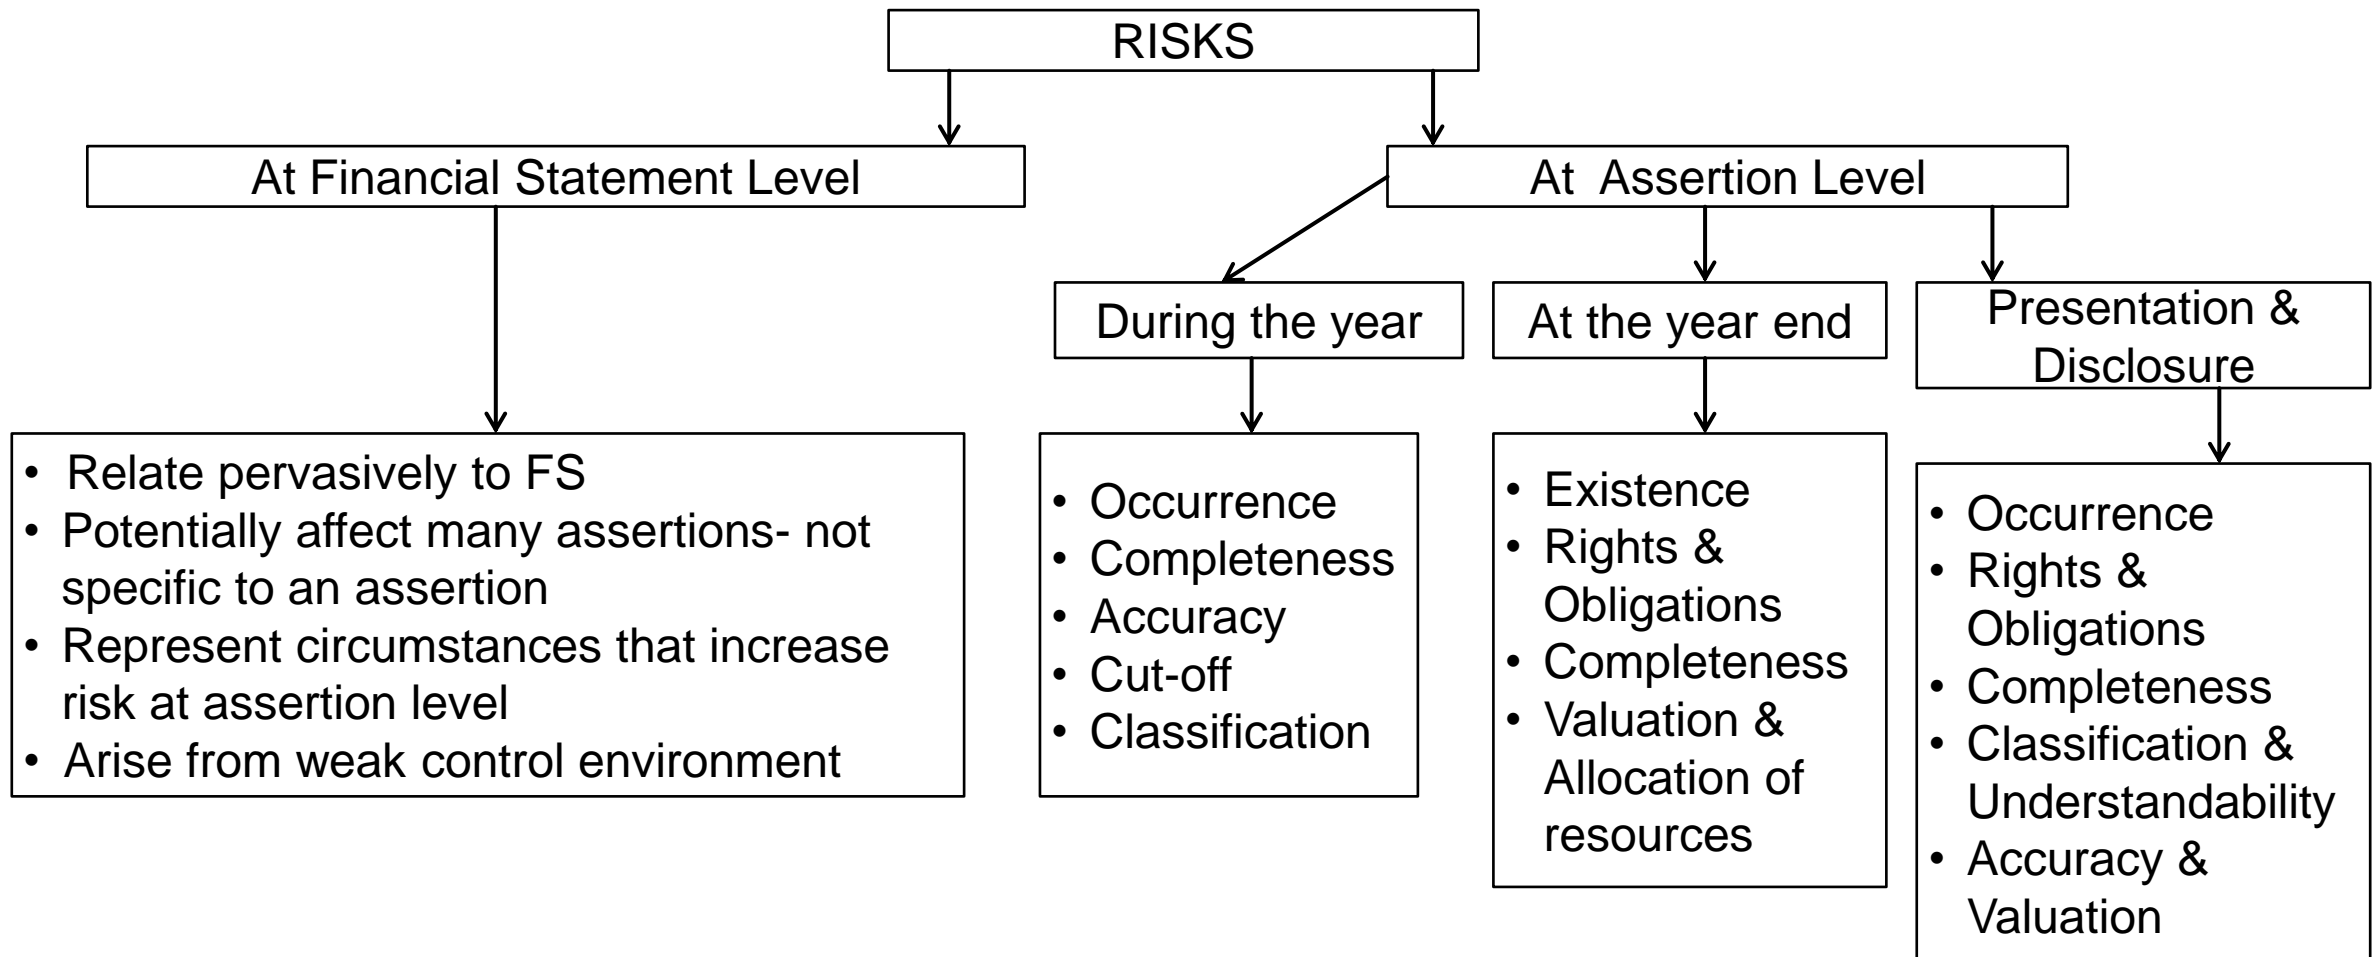 RISKS
At Financial Statement Level
At Assertion Level
During the year
At the year end
Presentation &
Disclosure
• Relate pervasively to FS
• Potentially affect many assertions- not
specific to an assertion
• Represent circumstances that increase
risk at assertion level
• Arise from weak control environment
• Occurrence
• Completeness
• Accuracy
• Cut-off
• Classification
• Existence
• Rights &
Obligations
• Completeness
• Valuation &
Allocation of
resources
• Occurrence
• Rights &
Obligations
• Completeness
• Classification &
Understandability
• Accuracy &
Valuation